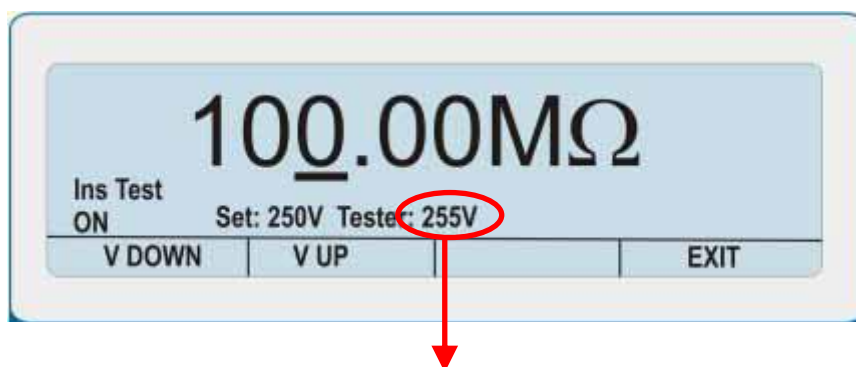 100.00MΩ
Ins Test
ON Set: 250V Tester: 255V
V DOWN V UP EXIT